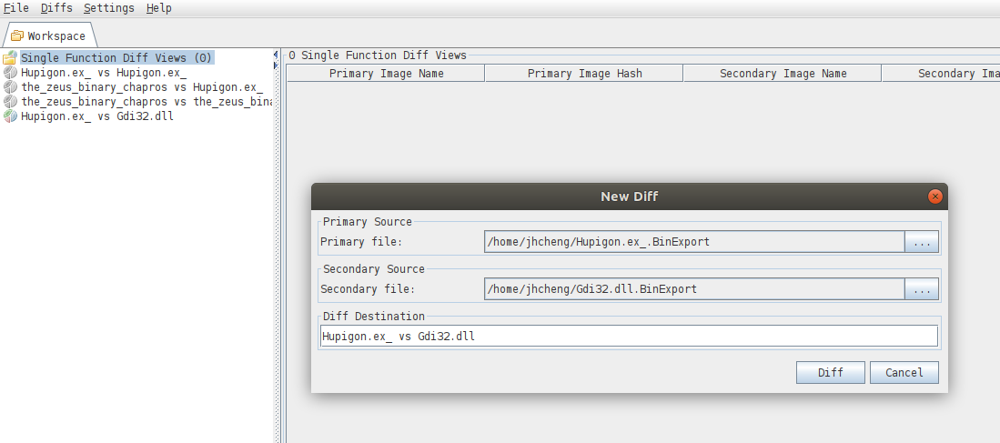 File Diffs Settings Help
Workspace
Single Function Diff Views (0)
Hupigon.ex_ vs Hupigon.ex_
the_zeus_binary_chapros vs Hupigon.ex_
the_zeus_binary_chapros vs the_zeus_bina
Hupigon.ex_ vs Gdi32.dll
0 Single Function Diff Views
Primary Image Name Primary Image Hash Secondary Image Name Secondary Ima
New Diff
Primary Source
Primary file: /home/jhcheng/Hupigon.ex_.BinExport ...
Secondary Source
Secondary file: /home/jhcheng/Gdi32.dll.BinExport ...
Diff Destination
Hupigon.ex_ vs Gdi32.dll
Diff Cancel